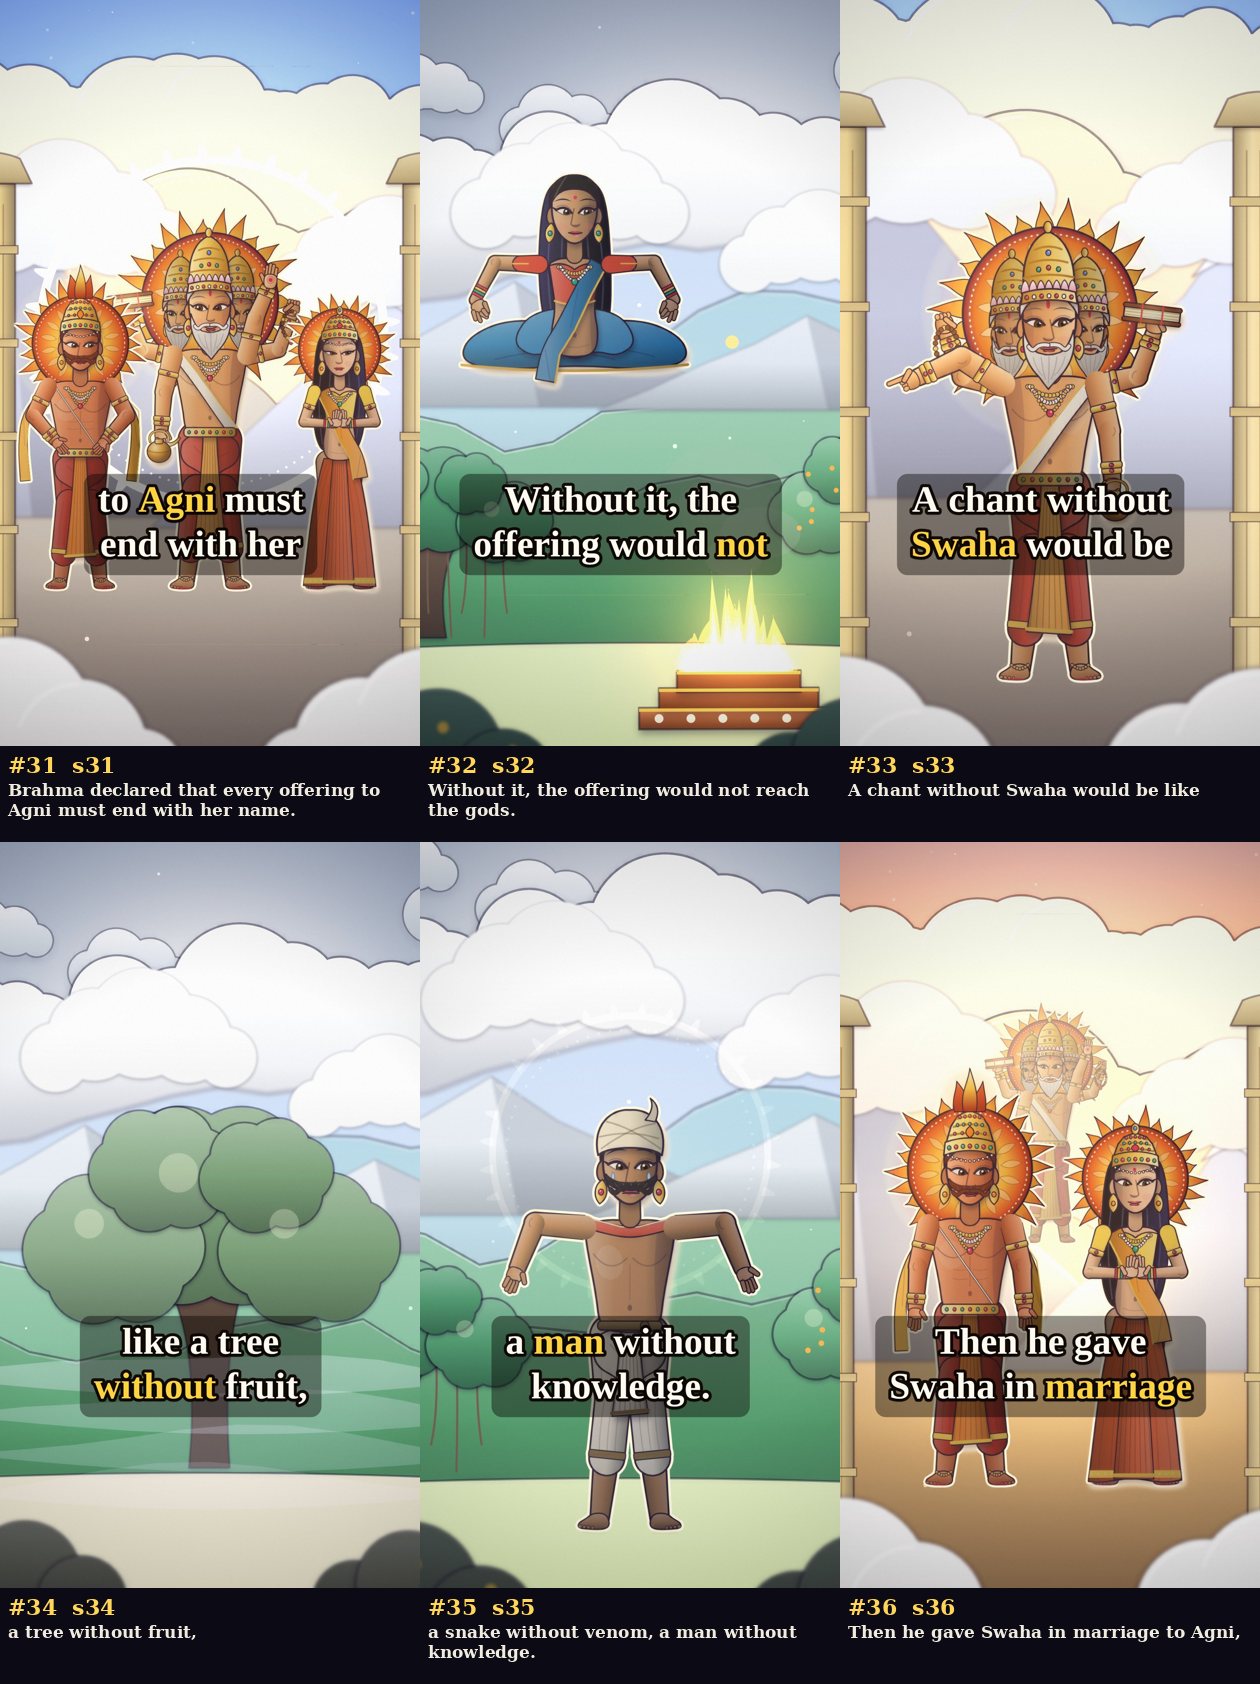 to Agni must
end with her
#31 s31
Brahma declared that every offering to
Agni must end with her name.
Without it, the
offering would not
#32 s32
Without it, the offering would not reach
the gods.
A chant without
Swaha would be
#33 s33
A chant without Swaha would be like
like a tree
without fruit,
#34 s34
a tree without fruit,
a man without
knowledge.
#35 s35
a snake without venom, a man without
knowledge.
Then he gave
Swaha in marriage
#36 s36
Then he gave Swaha in marriage to Agni,